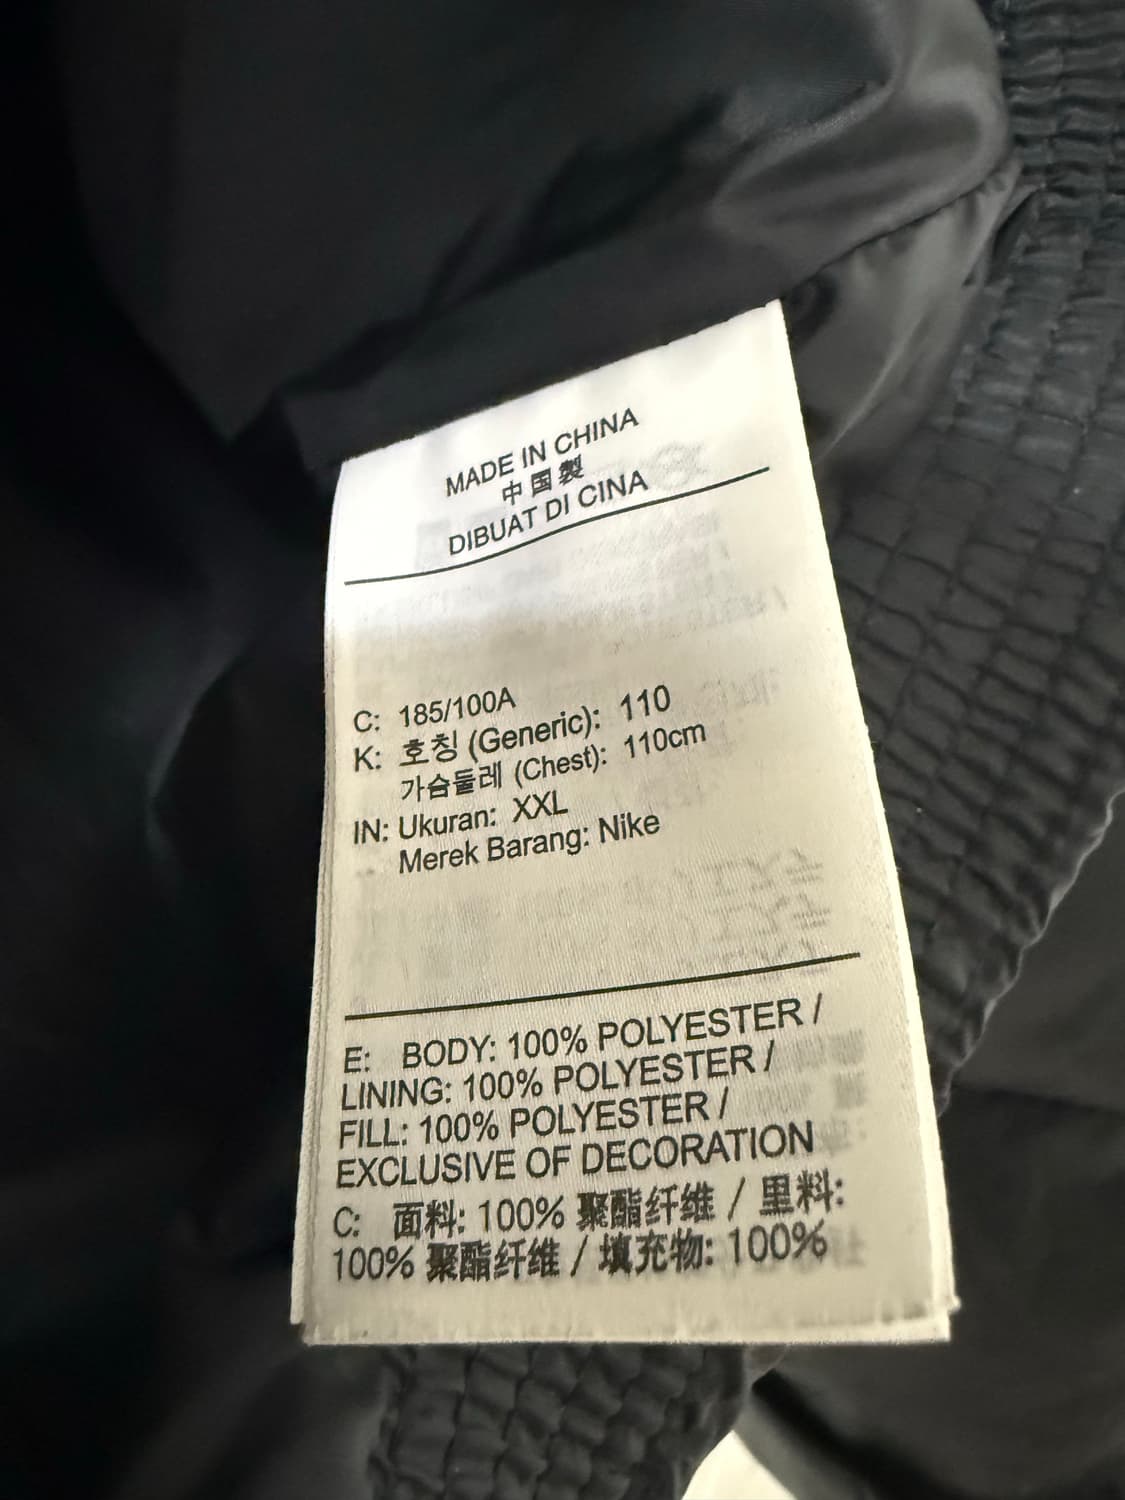 MADE IN CHINA
中国製
DIBUAT DI CINA
C: 185/100A
K: 호칭 (Generic): 110
가슴둘레 (Chest): 110cm
IN: Ukuran: XXL
Merek Barang: Nike
E: BODY: 100% POLYESTER /
LINING: 100% POLYESTER /
FILL: 100% POLYESTER /
EXCLUSIVE OF DECORATION
C: 面料: 100% 聚酯纤维 / 里料:
100% 聚酯纤维 / 填充物: 100%